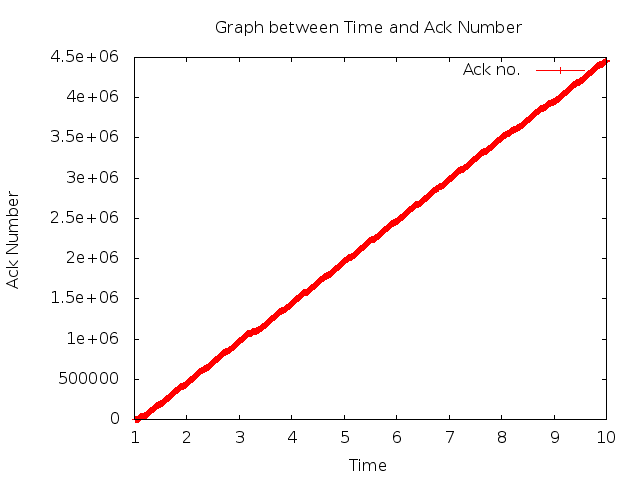 Graph between Time and Ack Number
4.5e+06
Ack no.
4e+06
3.5e+06
3e+06
2.5e+06
2e+06
1.5e+06
1e+06
500000
0
Ack Number
1 2 3 4 5 6 7 8 9 10
Time